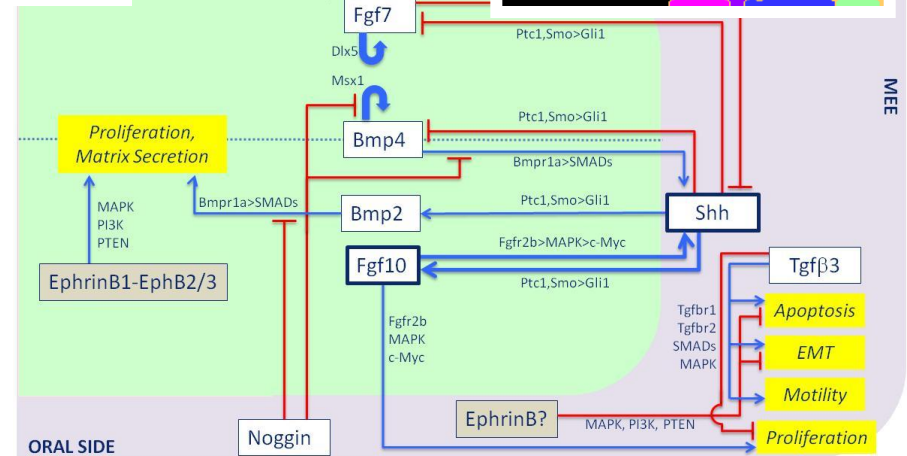 Fgf7
Ptc1,Smo>Gli1
Dlx5
Msx1
MEE
Proliferation,
Matrix Secretion
Bmp4
Ptc1,Smo>Gli1
Bmpr1a>SMADs
MAPK
PI3K
PTEN
Bmpr1a>SMADs
Bmp2
Ptc1,Smo>Gli1
Shh
Fgfr2b>MAPK>c-Myc
Fgf10
Ptc1,Smo>Gli1
EphrinB1-EphB2/3
Tgfβ3
Fgfr2b
MAPK
c-Myc
Tgfbr1
Tgfbr2
SMADs
MAPK
Apoptosis
EMT
Motility
EphrinB?
MAPK, PI3K, PTEN
Proliferation
Noggin
ORAL SIDE